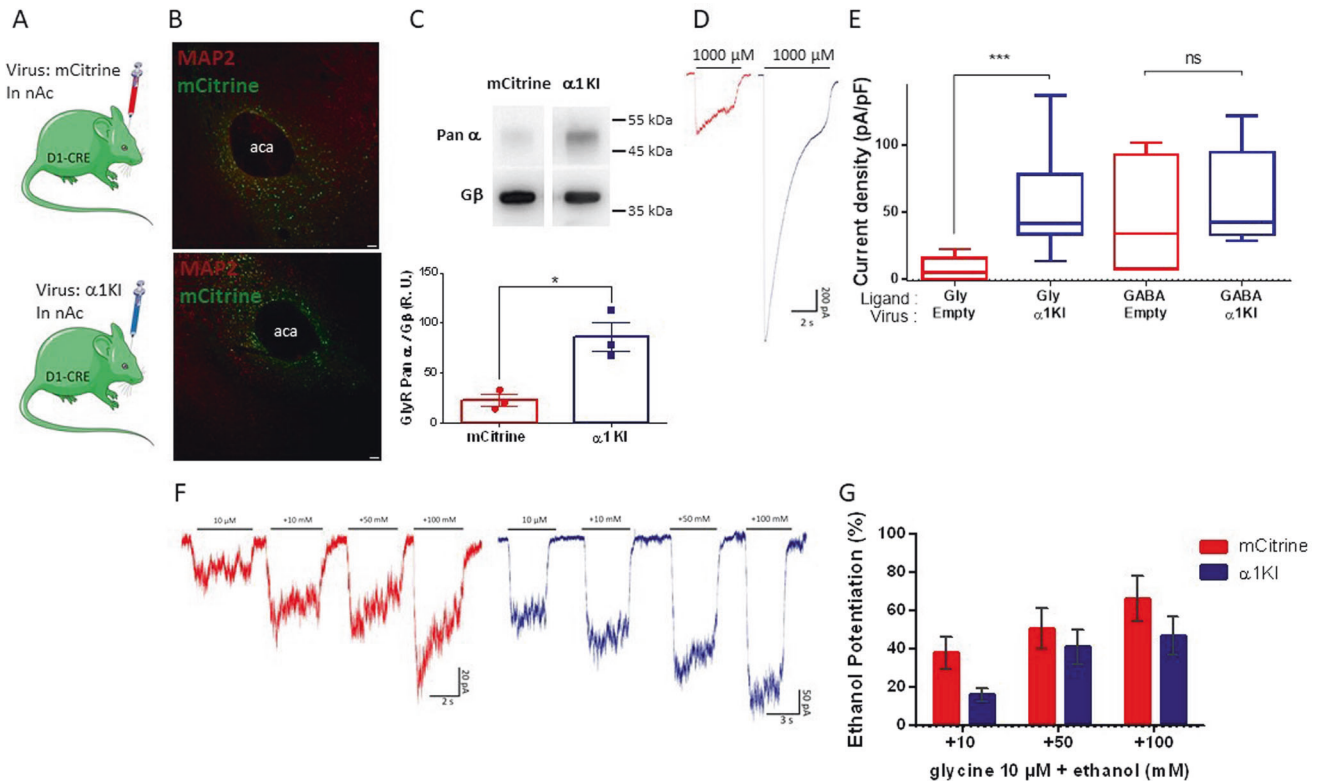 A
Virus: mCitrine
In nAc
D1-CRE
Virus: α1KI
In nAc
D1-CRE
B
MAP2
mCitrine
aca
MAP2
mCitrine
aca
C
mCitrine α1KI
Pan α
55 kDa
45 kDa
Gβ
35 kDa
GlyR Pan α/Gβ (R. U.)
150
100
50
0
*
mCitrine α1KI
D
1000 µM 1000 µM
200 pA
2 s
E
Current density (pA/pF)
100
50
0
*** ns
Ligand : Gly Gly GABA GABA
Virus : Empty α1KI Empty α1KI
F
10 µM +10 mM +50 mM +100 mM
20 pA
2 s
10 µM +10 mM +50 mM +100 mM
50 pA
3 s
G
Ethanol Potentiation (%)
100
80
60
40
20
0
mCitrine
α1KI
+10 +50 +100
glycine 10 µM + ethanol (mM)